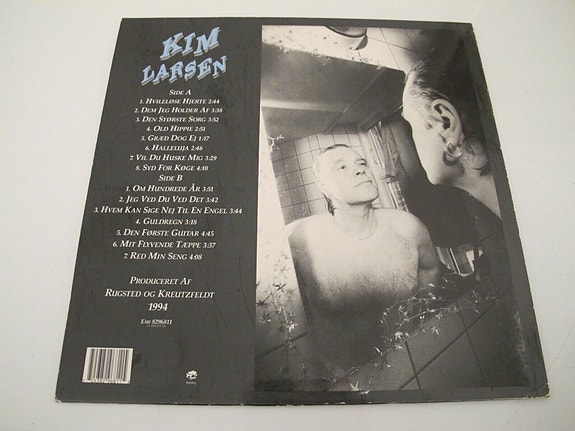 KIM
LARSEN
SIDE A
1. HVILELØSE HJERTE 2:44
2. DEM JEG HOLDER AF 3:38
3. DEN STØRSTE SORG 3:52
4. OLD HIPPIE 2:51
5. GRÆD DOG EJ 1:17
6. HALLELUJA 2:46
7. VIL DU HUSKE MIG 3:29
8. SYD FOR KØGE 4:10
SIDE B
1. OM HUNDREDE ÅR 3:51
2. JEG VED DU VED DET 3:42
3. HVEM KAN SIGE NEJ TIL EN ENGEL 3:44
4. GULDREGN 3:18
5. DEN FØRSTE GUITAR 4:45
6. MIT FLYVENDE TÆPPE 3:37
7. RED MIN SENG 4:08
PRODUCERET AF
RUGSTED OG KREUTZFELDT
1994
EMI 8296811